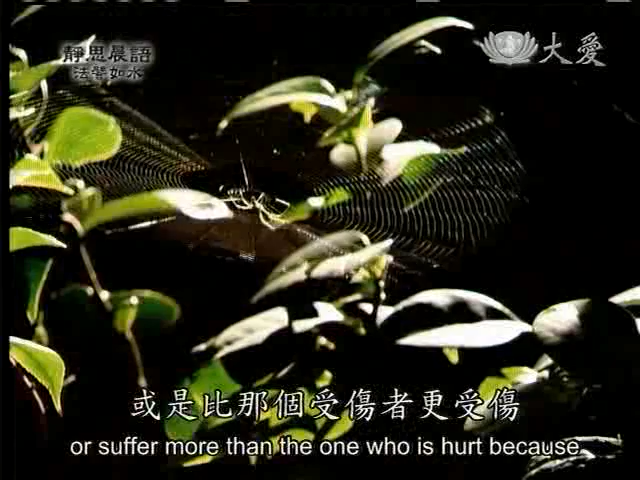 靜思晨語
法譬如水
大愛
或是比那個受傷者更受傷
or suffer more than the one who is hurt because